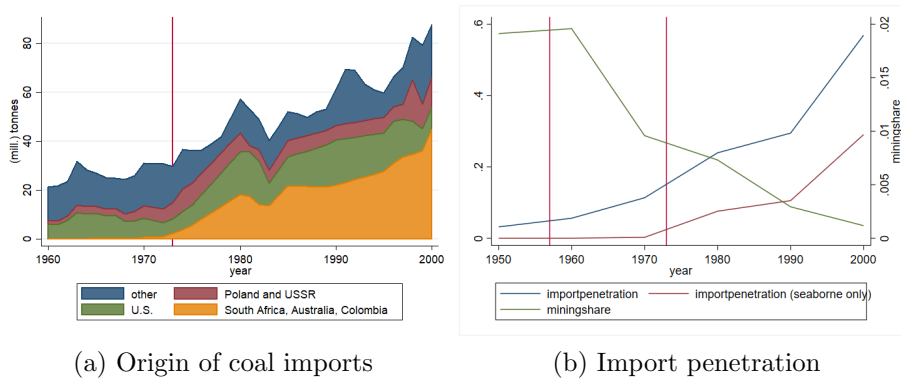 80
60
40
20
0
(mill.) tonnes
1960
1970
1980
1990
2000
year
other
Poland and USSR
U.S.
South Africa, Australia, Colombia
(a) Origin of coal imports
.6
.4
.2
0
.02
.015
.010
.005
0
1950
1960
1970
1980
1990
2000
year
importpenetration
importpenetration (seaborne only)
miningshare
(b) Import penetration